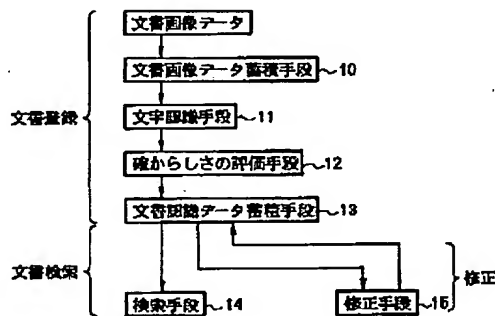 文書画像データ
文書画像データ蓄積手段 10
文字認識手段 11
文書登録
確からしさの評価手段 12
文書認識データ蓄積手段 13
文書検索
修正
検索手段 14
修正手段 15